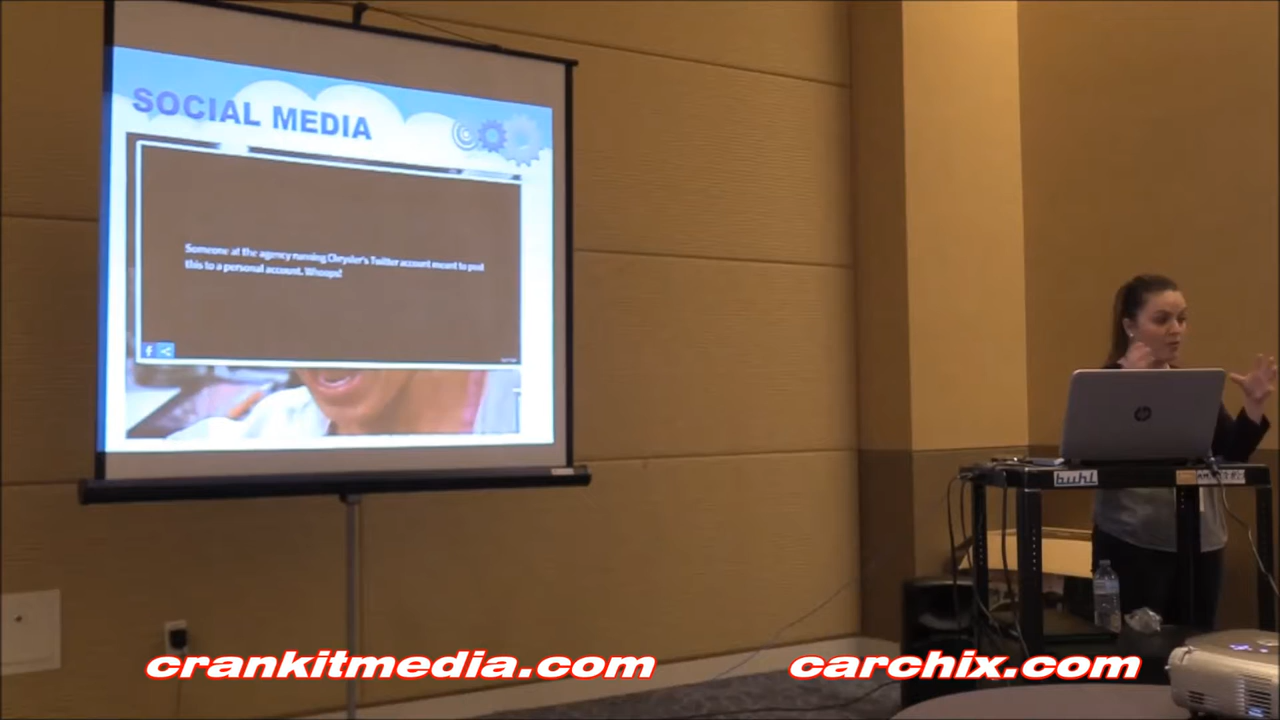 SOCIAL MEDIA
Someone at the agency running Chrysler's Twitter account meant to post
this to a personal account. Whoops!
f
hp
buhl
crankitmedia.com carchix.com